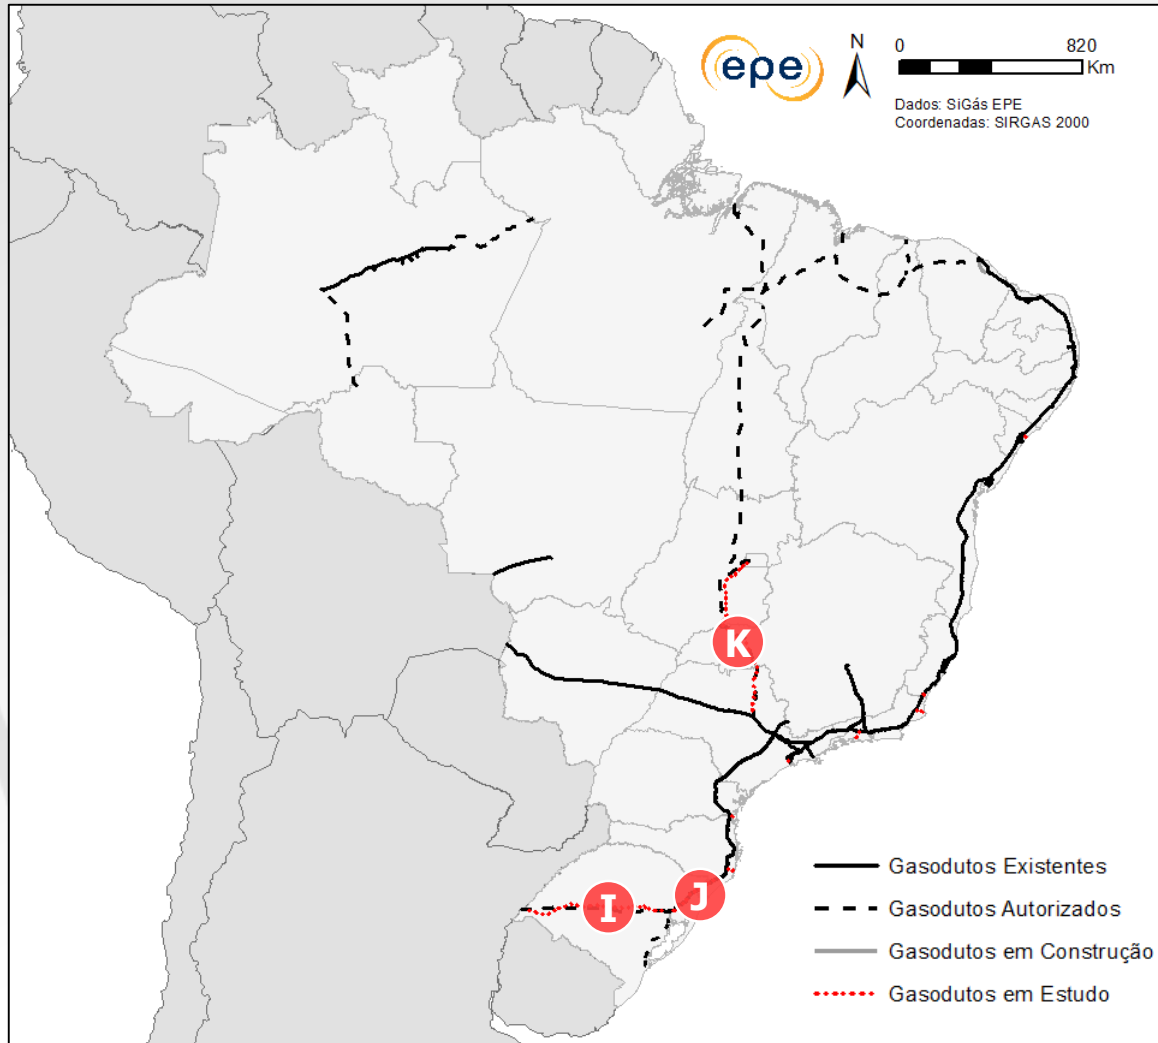 epe
N
0 820
Km
Dados: SiGás EPE
Coordenadas: SIRGAS 2000
K
I
J
Gasodutos Existentes
Gasodutos Autorizados
Gasodutos em Construção
Gasodutos em Estudo